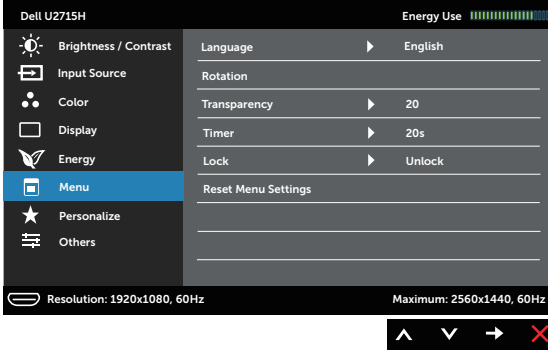 Dell U2715H Energy Use
Brightness / Contrast
Input Source
Color
Display
Energy
Menu
Personalize
Others
Language English
Rotation
Transparency 20
Timer 20s
Lock Unlock
Reset Menu Settings
Resolution: 1920x1080, 60Hz Maximum: 2560x1440, 60Hz